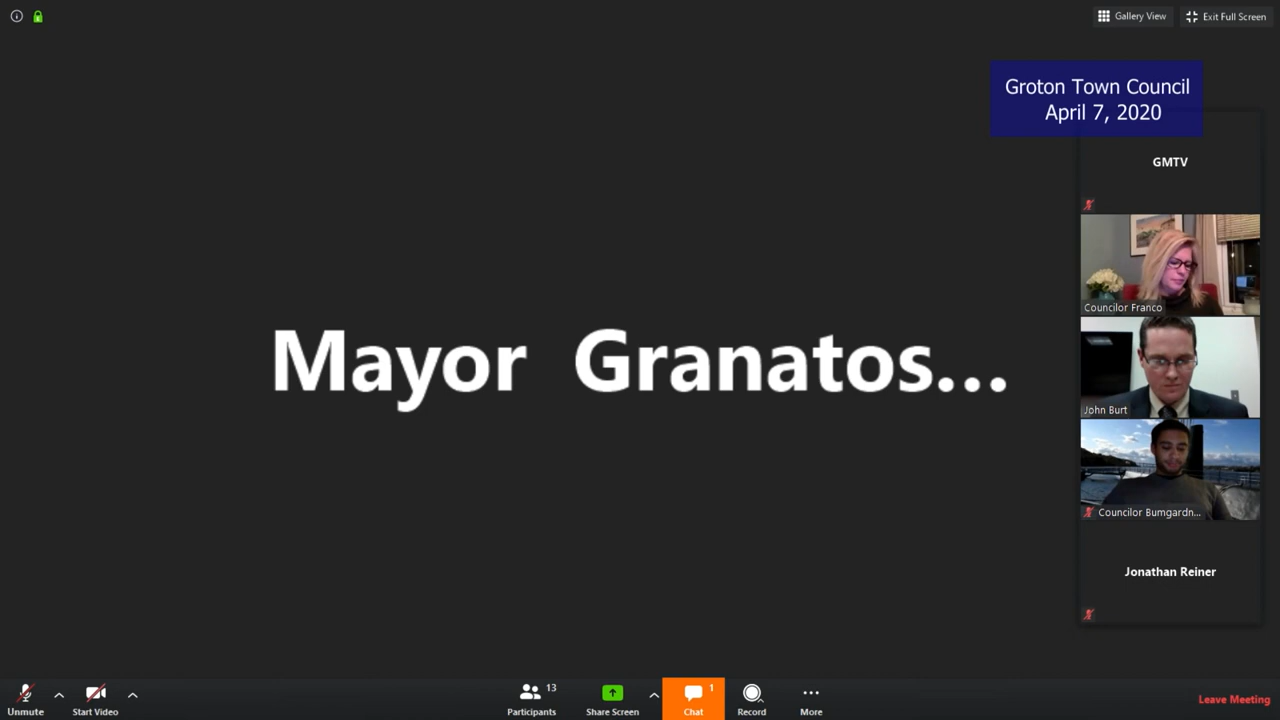 Gallery View
Exit Full Screen
Groton Town Council
April 7, 2020
GMTV
Councilor Franco
Mayor Granatos...
John Burt
Councilor Bumgardn...
Jonathan Reiner
Unmute
Start Video
13
Participants
Share Screen
1
Chat
Record
More
Leave Meeting